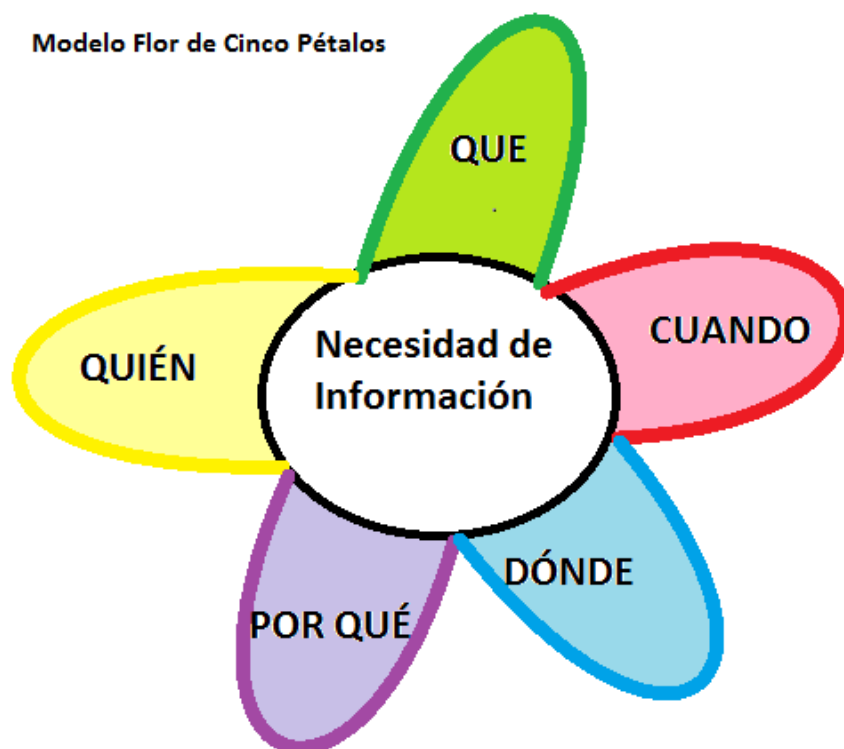 Modelo Flor de Cinco Pétalos
QUE
CUANDO
Necesidad de
Información
QUIÉN
DÓNDE
POR QUÉ